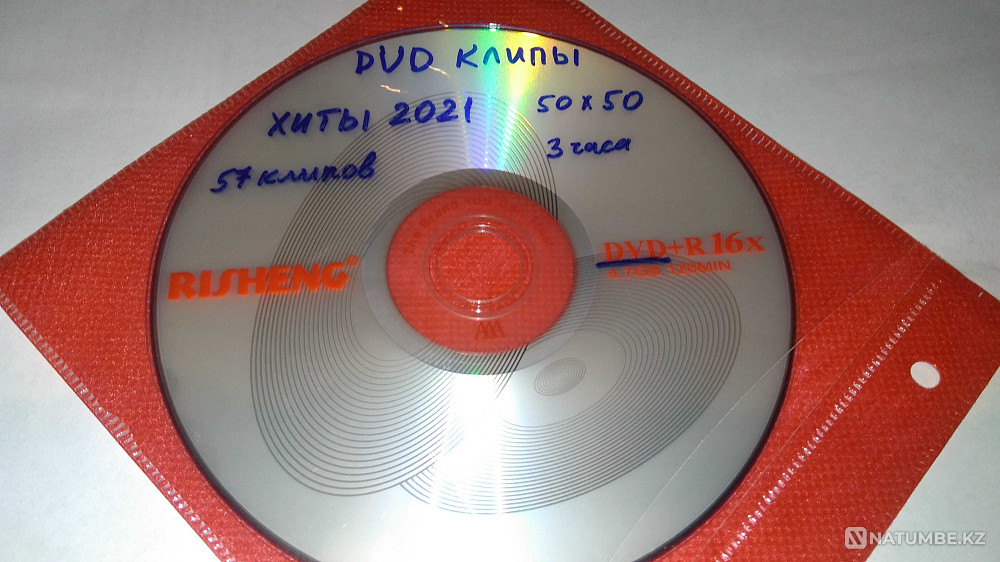 DVD клипы
хиты 2021 50 x 50
57 клипов 3 часа
RISHENG®
DVD+R 16x
4.7GB 120MIN
NATUMBE.KZ